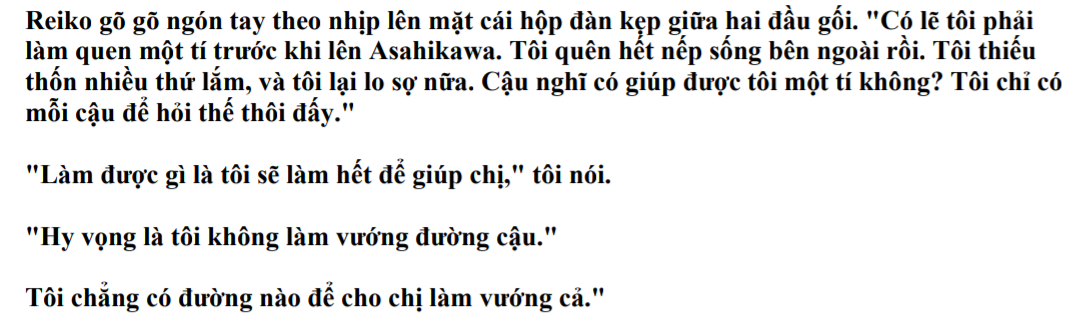 Reiko gõ gõ ngón tay theo nhịp lên mặt cái hộp đàn kẹp giữa hai đầu gối. "Có lẽ tôi phải
làm quen một tí trước khi lên Asahikawa. Tôi quên hết nếp sống bên ngoài rồi. Tôi thiếu
thốn nhiều thứ lắm, và tôi lại lo sợ nữa. Cậu nghĩ có giúp được tôi một tí không? Tôi chỉ có
mỗi cậu để hỏi thế thôi đấy."
"Làm được gì là tôi sẽ làm hết để giúp chị," tôi nói.
"Hy vọng là tôi không làm vướng đường cậu."
Tôi chẳng có đường nào để cho chị làm vướng cả."